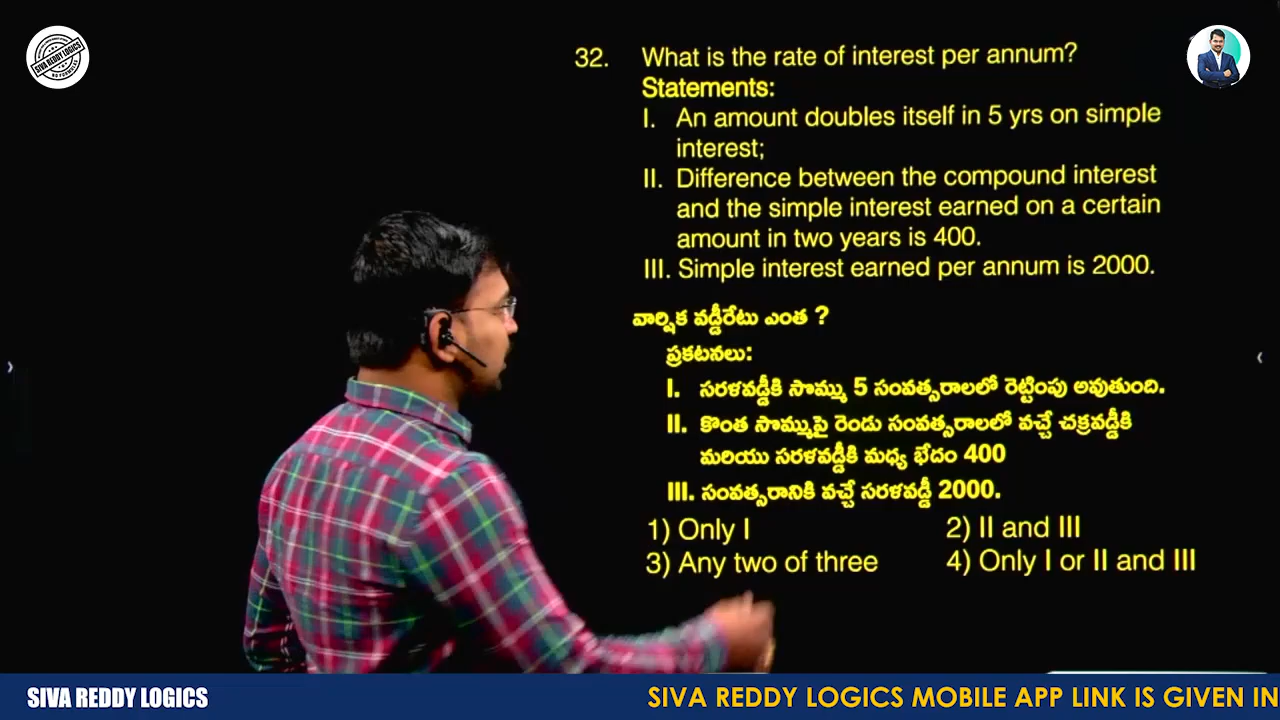 SIVA REDDY LOGICS
32. What is the rate of interest per annum?
Statements:
I. An amount doubles itself in 5 yrs on simple
interest;
II. Difference between the compound interest
and the simple interest earned on a certain
amount in two years is 400.
III. Simple interest earned per annum is 2000.
వార్షిక వడ్డీరేటు ఎంత ?
ప్రకటనలు:
I. సరళవడ్డీకి సొమ్ము 5 సంవత్సరాలలో రెట్టింపు అవుతుంది.
II. కొంత సొమ్ముపై రెండు సంవత్సరాలలో వచ్చే చక్రవడ్డీకి
మరియు సరళవడ్డీకి మధ్య భేదం 400
III. సంవత్సరానికి వచ్చే సరళవడ్డీ 2000.
1) Only I 2) II and III
3) Any two of three 4) Only I or II and III
SIVA REDDY LOGICS SIVA REDDY LOGICS MOBILE APP LINK IS GIVEN IN